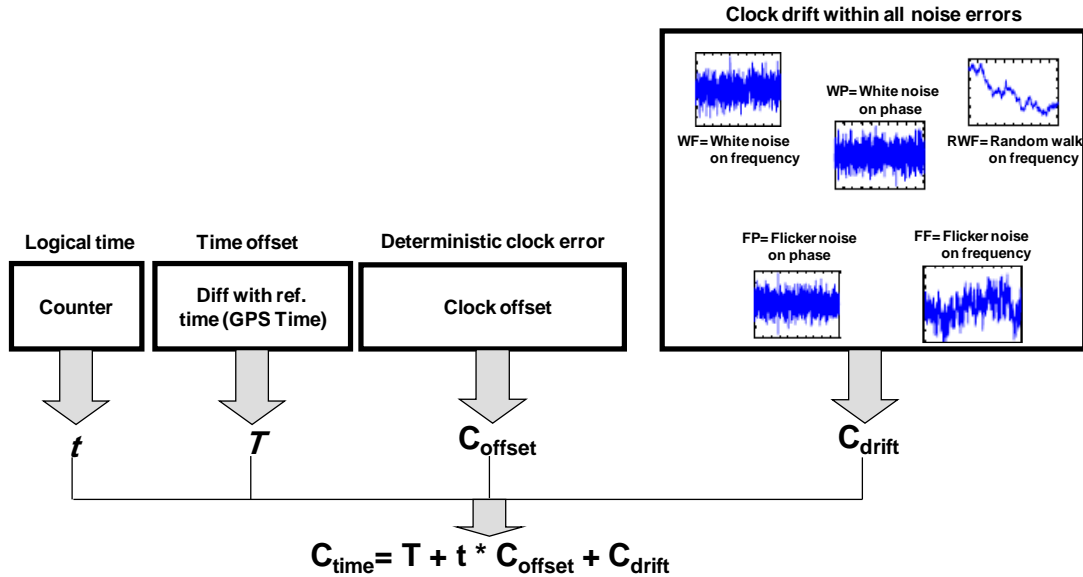 Clock drift within all noise errors
WP= White noise
on phase
WF= White noise
on frequency
RWF= Random walk
on frequency
Logical time
Time offset
Deterministic clock error
FP= Flicker noise
on phase
FF= Flicker noise
on frequency
Counter
Diff with ref.
time (GPS Time)
Clock offset
t
T
Coffset
Cdrift
Ctime= T + t * Coffset + Cdrift